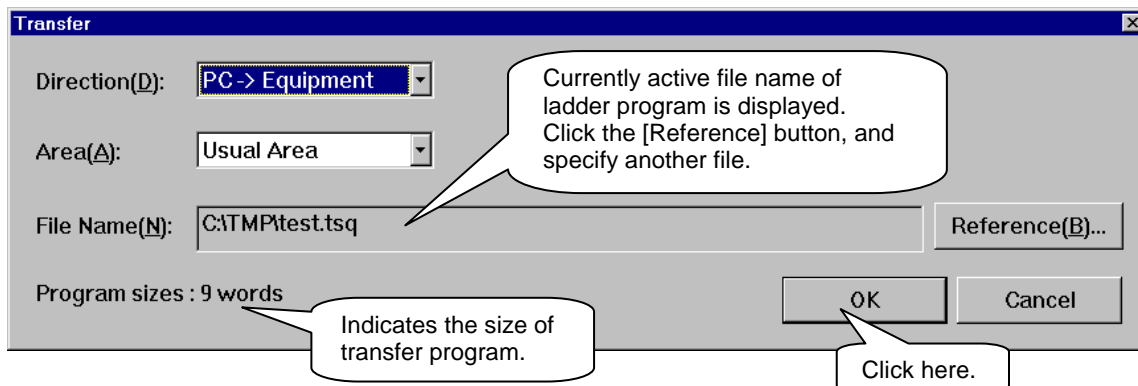 Transfer
Direction(D):
PC-> Equipment
Currently active file name of
ladder program is displayed.
Click the [Reference] button, and
specify another file.
Area(A):
Usual Area
File Name(N):
C:\TMP\test.tsq
Reference(B)...
Program sizes : 9 words
OK
Cancel
Indicates the size of
transfer program.
Click here.